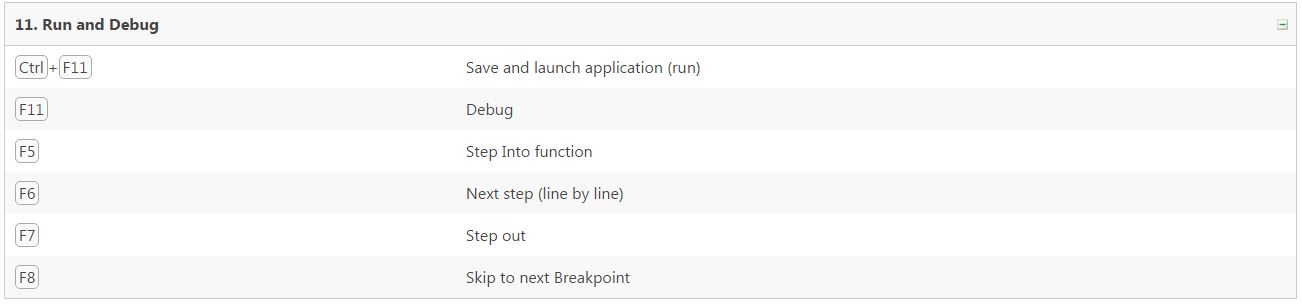 11. Run and Debug
Ctrl+F11 Save and launch application (run)
F11 Debug
F5 Step Into function
F6 Next step (line by line)
F7 Step out
F8 Skip to next Breakpoint